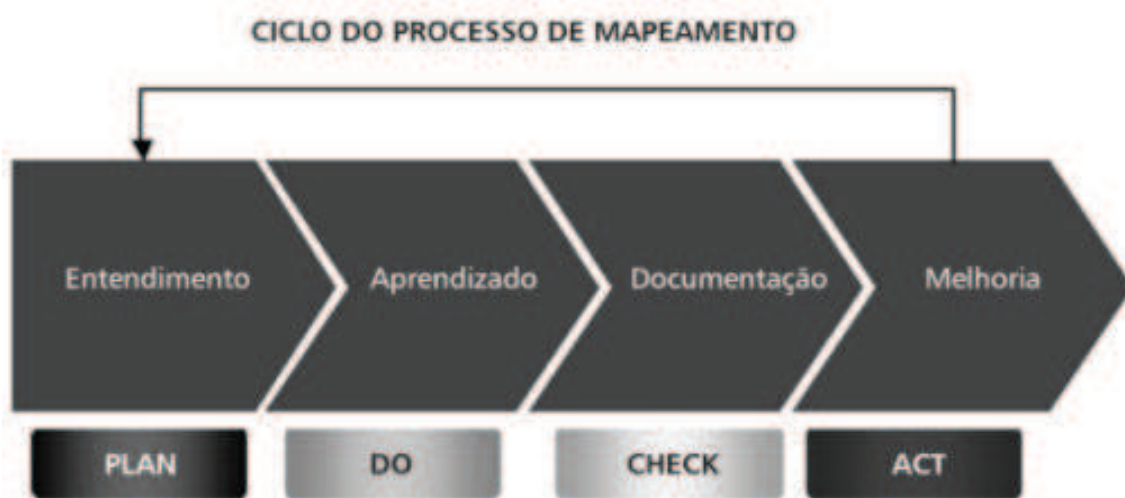 CICLO DO PROCESSO DE MAPEAMENTO
Entendimento
Aprendizado
Documentação
Melhoria
PLAN
DO
CHECK
ACT